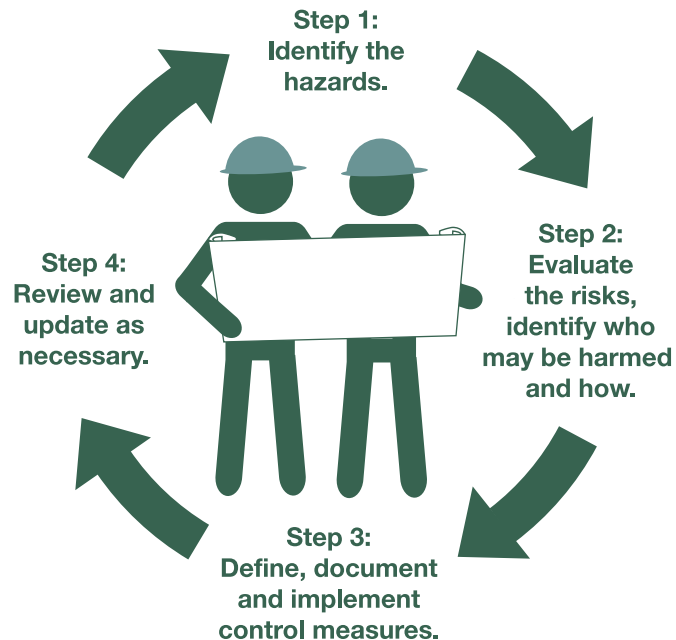 Step 1:
Identify the
hazards.
Step 2:
Evaluate
the risks,
identify who
may be harmed
and how.
Step 3:
Define, document
and implement
control measures.
Step 4:
Review and
update as
necessary.